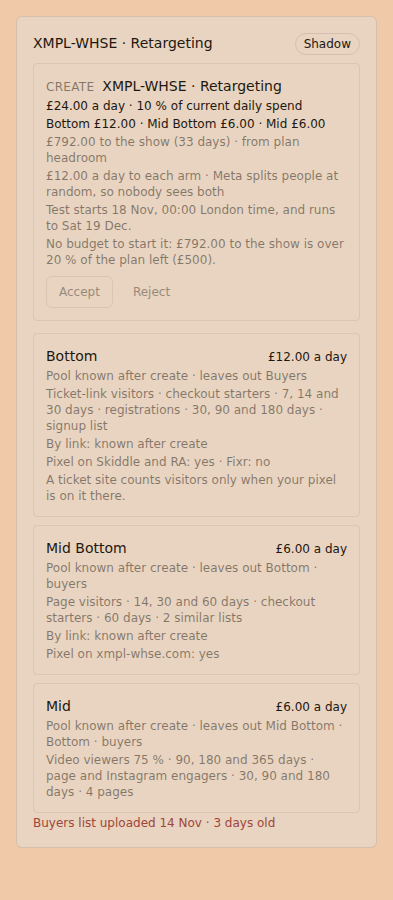 XMPL-WHSE · Retargeting
Shadow
CREATE XMPL-WHSE · Retargeting
£24.00 a day · 10 % of current daily spend
Bottom £12.00 · Mid Bottom £6.00 · Mid £6.00
£792.00 to the show (33 days) · from plan
headroom
£12.00 a day to each arm · Meta splits people at
random, so nobody sees both
Test starts 18 Nov, 00:00 London time, and runs
to Sat 19 Dec.
No budget to start it: £792.00 to the show is over
20 % of the plan left (£500).
Accept
Reject
Bottom
£12.00 a day
Pool known after create · leaves out Buyers
Ticket-link visitors · checkout starters · 7, 14 and
30 days · registrations · 30, 90 and 180 days ·
signup list
By link: known after create
Pixel on Skiddle and RA: yes · Fixr: no
A ticket site counts visitors only when your pixel
is on it there.
Mid Bottom
£6.00 a day
Pool known after create · leaves out Bottom ·
buyers
Page visitors · 14, 30 and 60 days · checkout
starters · 60 days · 2 similar lists
By link: known after create
Pixel on xmpl-whse.com: yes
Mid
£6.00 a day
Pool known after create · leaves out Mid Bottom ·
Bottom · buyers
Video viewers 75 % · 90, 180 and 365 days ·
page and Instagram engagers · 30, 90 and 180
days · 4 pages
Buyers list uploaded 14 Nov · 3 days old